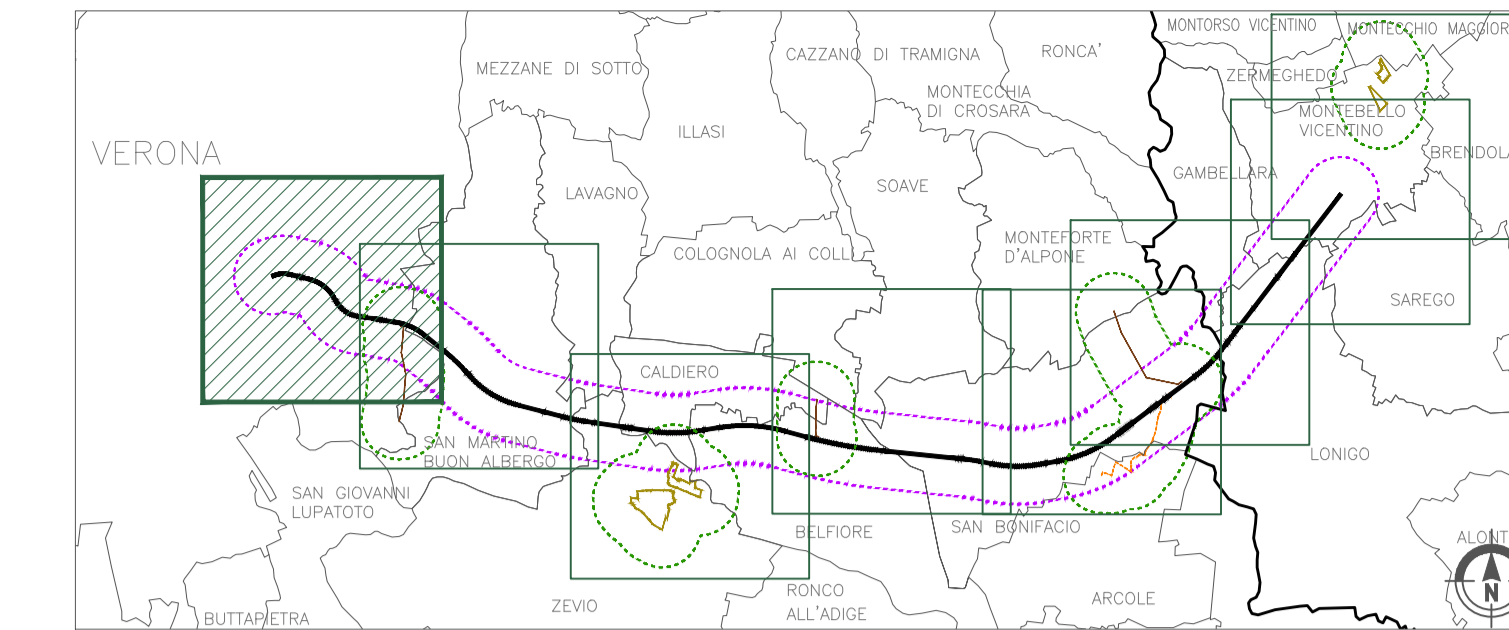 MONTORSO VICENTINO
MONTECCHIO MAGGIOR
CAZZANO DI TRAMIGNA
RONCA'
MEZZANE DI SOTTO
ZERMEGHEDO
MONTECCHIA
DI CROSARA
MONTEBELLO
VICENTINO
ILLASI
VERONA
BRENDOLA
GAMBELLARA
LAVAGNO
SOAVE
MONTEFORTE
D'ALPONE
COLOGNOLA AI COLLI
SAREGO
CALDIERO
SAN MARTINO
BUON ALBERGO
LONIGO
SAN GIOVANNI
LUPATOTO
BELFIORE
SAN BONIFACIO
ALONT
N
RONCO
ALL'ADIGE
ZEVIO
ARCOLE
BUTTAPIETRA